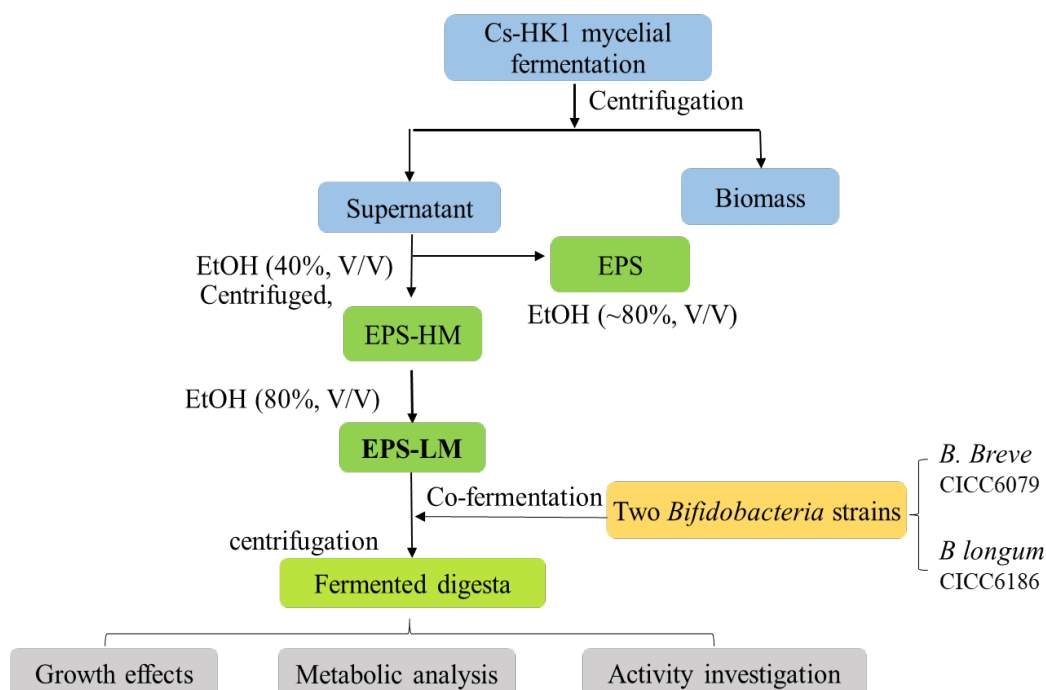 Cs-HK1 mycelial
fermentation
Centrifugation
Supernatant
Biomass
EtOH (40%, V/V)
Centrifuged,
EPS
EtOH (~80%, V/V)
EPS-HM
EtOH (80%, V/V)
EPS-LM
Co-fermentation
Two Bifidobacteria strains
B. Breve
CICC6079
B longum
CICC6186
centrifugation
Fermented digesta
Growth effects
Metabolic analysis
Activity investigation